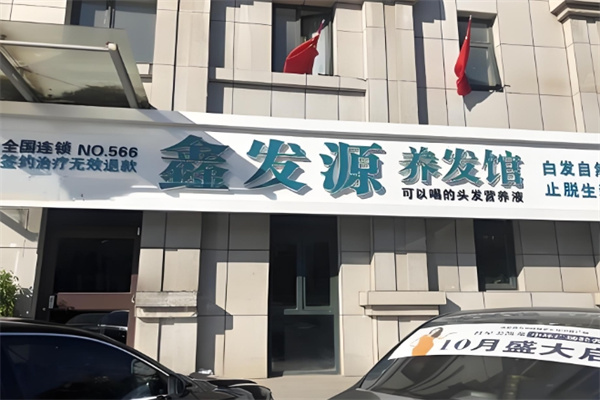 全国连锁 NO.566
签约治疗无效退款
鑫发源 养发馆
可以喝的头发营养液
白发自
止脱生
10月盛大启